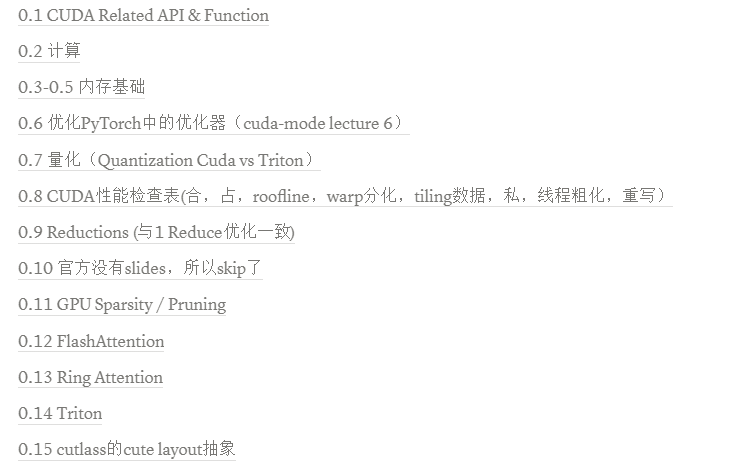 0.1 CUDA Related API & Function
0.2 计算
0.3-0.5 内存基础
0.6 优化PyTorch中的优化器（cuda-mode lecture 6）
0.7 量化（Quantization Cuda vs Triton）
0.8 CUDA性能检查表(合，占，roofline，warp分化，tiling数据，私，线程粗化，重写）
0.9 Reductions (与1 Reduce优化一致)
0.10 官方没有slides，所以skip了
0.11 GPU Sparsity / Pruning
0.12 FlashAttention
0.13 Ring Attention
0.14 Triton
0.15 cutlass的cute layout抽象